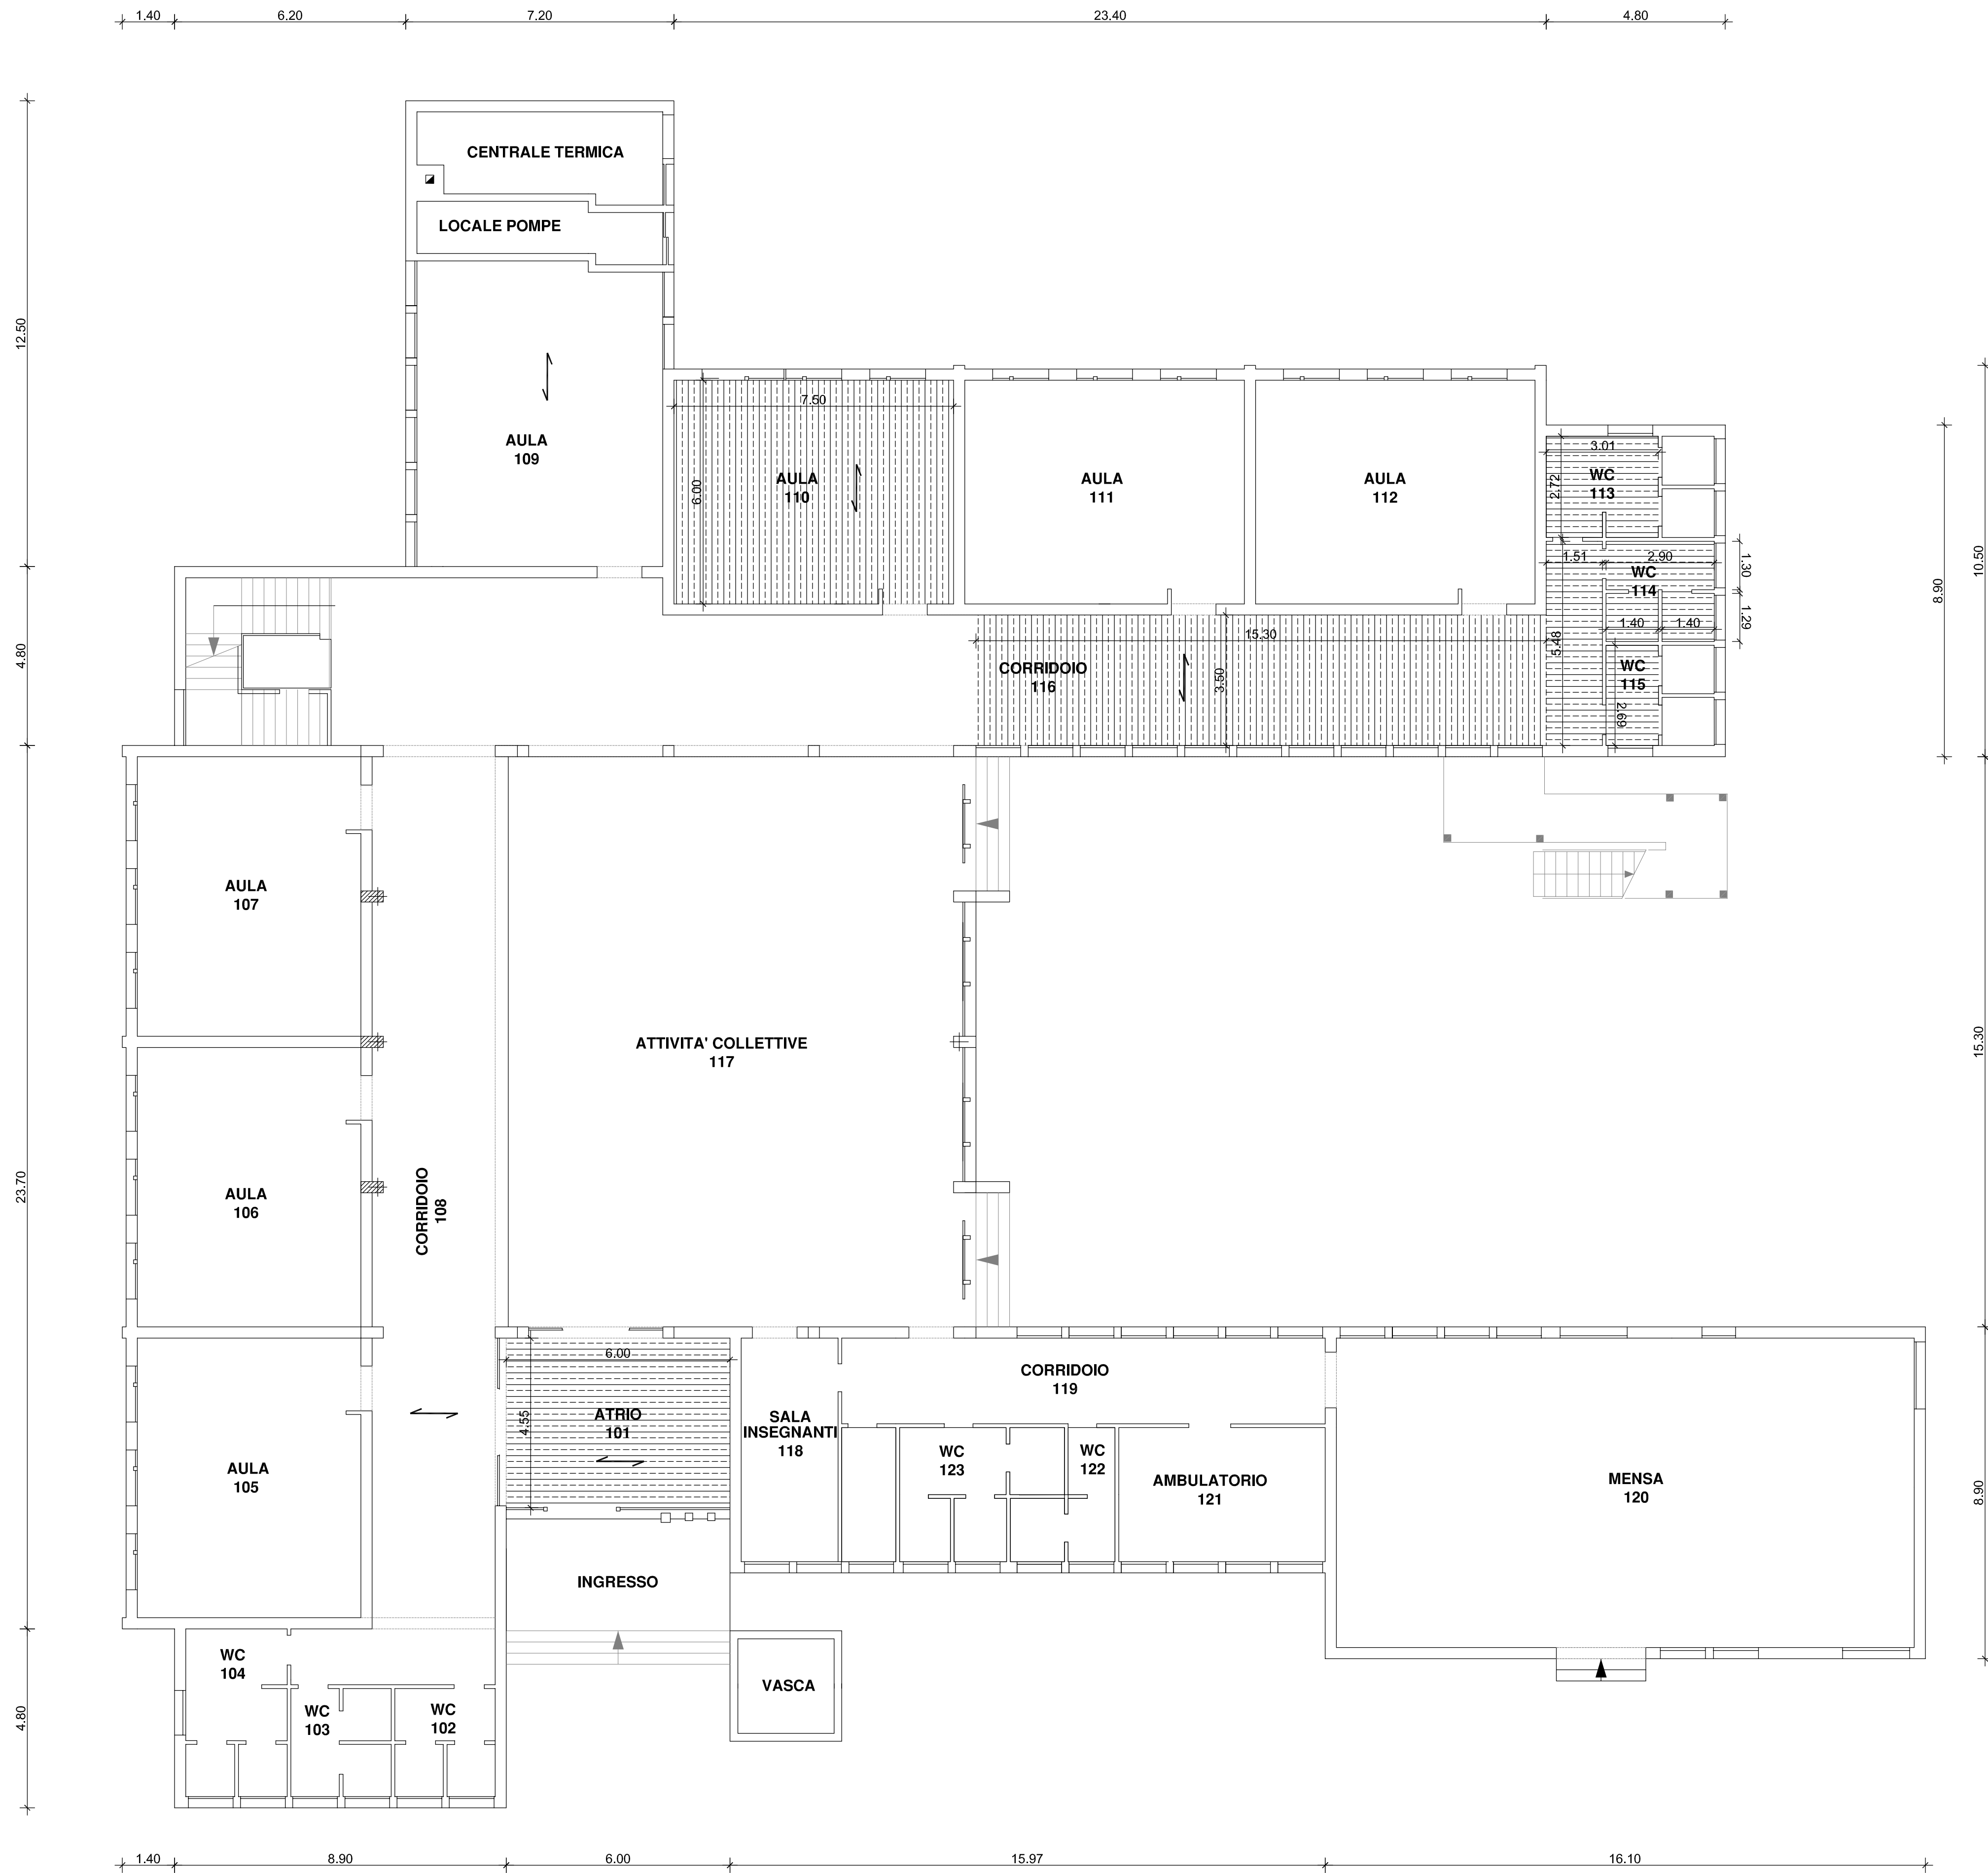 1.40
6.20
7.20
23.40
4.80
CENTRALE TERMICA
LOCALE POMPE
12.50
7.50
AULA
109
6.00
AULA
110
AULA
111
AULA
112
3.01
2.72
WC
113
1.51
2.90
1.30
WC
114
1.29
1.40
1.40
8.90
10.50
4.80
15.30
5.48
CORRIDOIO
116
3.50
WC
115
2.69
AULA
107
ATTIVITA' COLLETTIVE
117
15.30
23.70
AULA
106
CORRIDOIO
108
6.00
4.55
ATRIO
101
SALA
INSEGNANTI
118
CORRIDOIO
119
AULA
105
WC
123
WC
122
AMBULATORIO
121
MENSA
120
8.90
INGRESSO
WC
104
VASCA
WC
103
WC
102
4.80
1.40
8.90
6.00
15.97
16.10